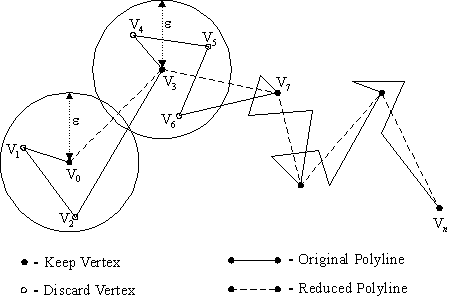 V4
ε
V5
V3
V7
V6
ε
V1
V0
V2
Vn
- Keep Vertex
- Original Polyline
- Discard Vertex
- Reduced Polyline